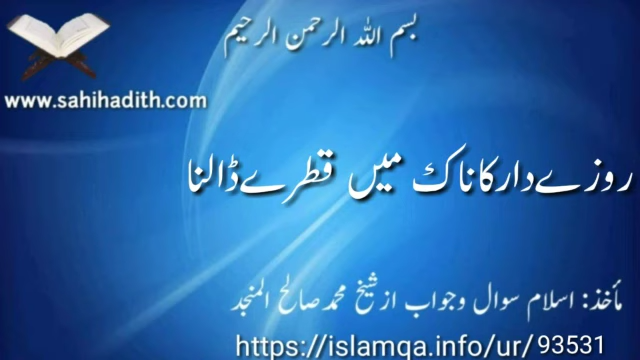 بسم اللہ الرحمن الرحیم
www.sahihadith.com
روزے دار کا ناک میں قطرے ڈالنا
مأخذ: اسلام سوال وجواب از شیخ محمد صالح المنجد
https://islamqa.info/ur/93531